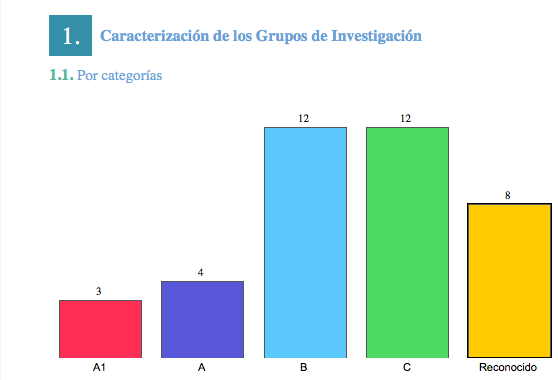 1. Caracterización de los Grupos de Investigación
1.1. Por categorías
12 12
8
4
3
A1 A B C Reconocido